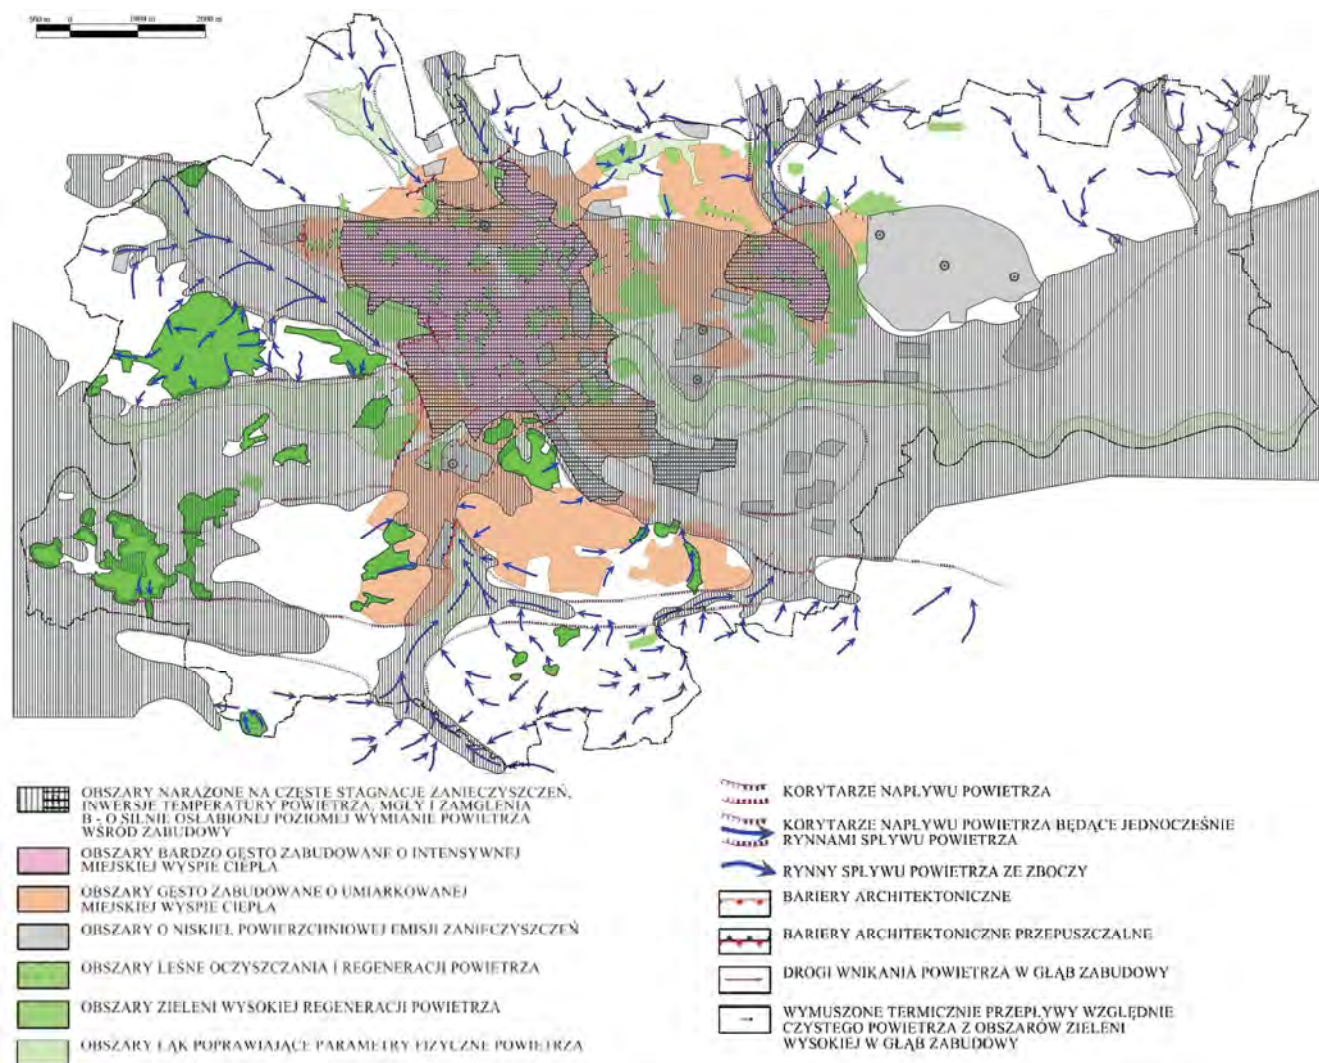 500 m 0 1000 m 2000 m
OBSZARY NARAŻONE NA CZĘSTE STAGNACJE ZANIECZYSZCZEŃ,
INWERSJE TEMPERATURY POWIETRZA, MGŁY I ZAMGLENIA
B - O SILNIE OSŁABIONEJ POZIOMEJ WYMIANIE POWIETRZA
WŚRÓD ZABUDOWY
OBSZARY BARDZO GĘSTO ZABUDOWANE O INTENSYWNEJ
MIEJSKIEJ WYSPIE CIEPŁA
OBSZARY GĘSTO ZABUDOWANE O UMIARKOWANEJ
MIEJSKIEJ WYSPIE CIEPŁA
OBSZARY O NISKIEJ, POWIERZCHNIOWEJ EMISJI ZANIECZYSZCZEŃ
OBSZARY LEŚNE OCZYSZCZANIA I REGENERACJI POWIETRZA
OBSZARY ZIELENI WYSOKIEJ REGENERACJI POWIETRZA
OBSZARY ŁĄK POPRAWIAJĄCE PARAMETRY FIZYCZNE POWIETRZA
KORYTARZE NAPŁYWU POWIETRZA
KORYTARZE NAPŁYWU POWIETRZA BĘDĄCE JEDNOCZEŚNIE
RYNNAMI SPŁYWU POWIETRZA
RYNNY SPŁYWU POWIETRZA ZE ZBOCZY
BARIERY ARCHITEKTONICZNE
BARIERY ARCHITEKTONICZNE PRZEPUSZCZALNE
DROGI WNIKANIA POWIETRZA W GŁĄB ZABUDOWY
WYMUSZONE TERMICZNIE PRZEPŁYWY WZGLĘDNIE
CZYSTEGO POWIETRZA Z OBSZARÓW ZIELENI
WYSOKIEJ W GŁĄB ZABUDOWY